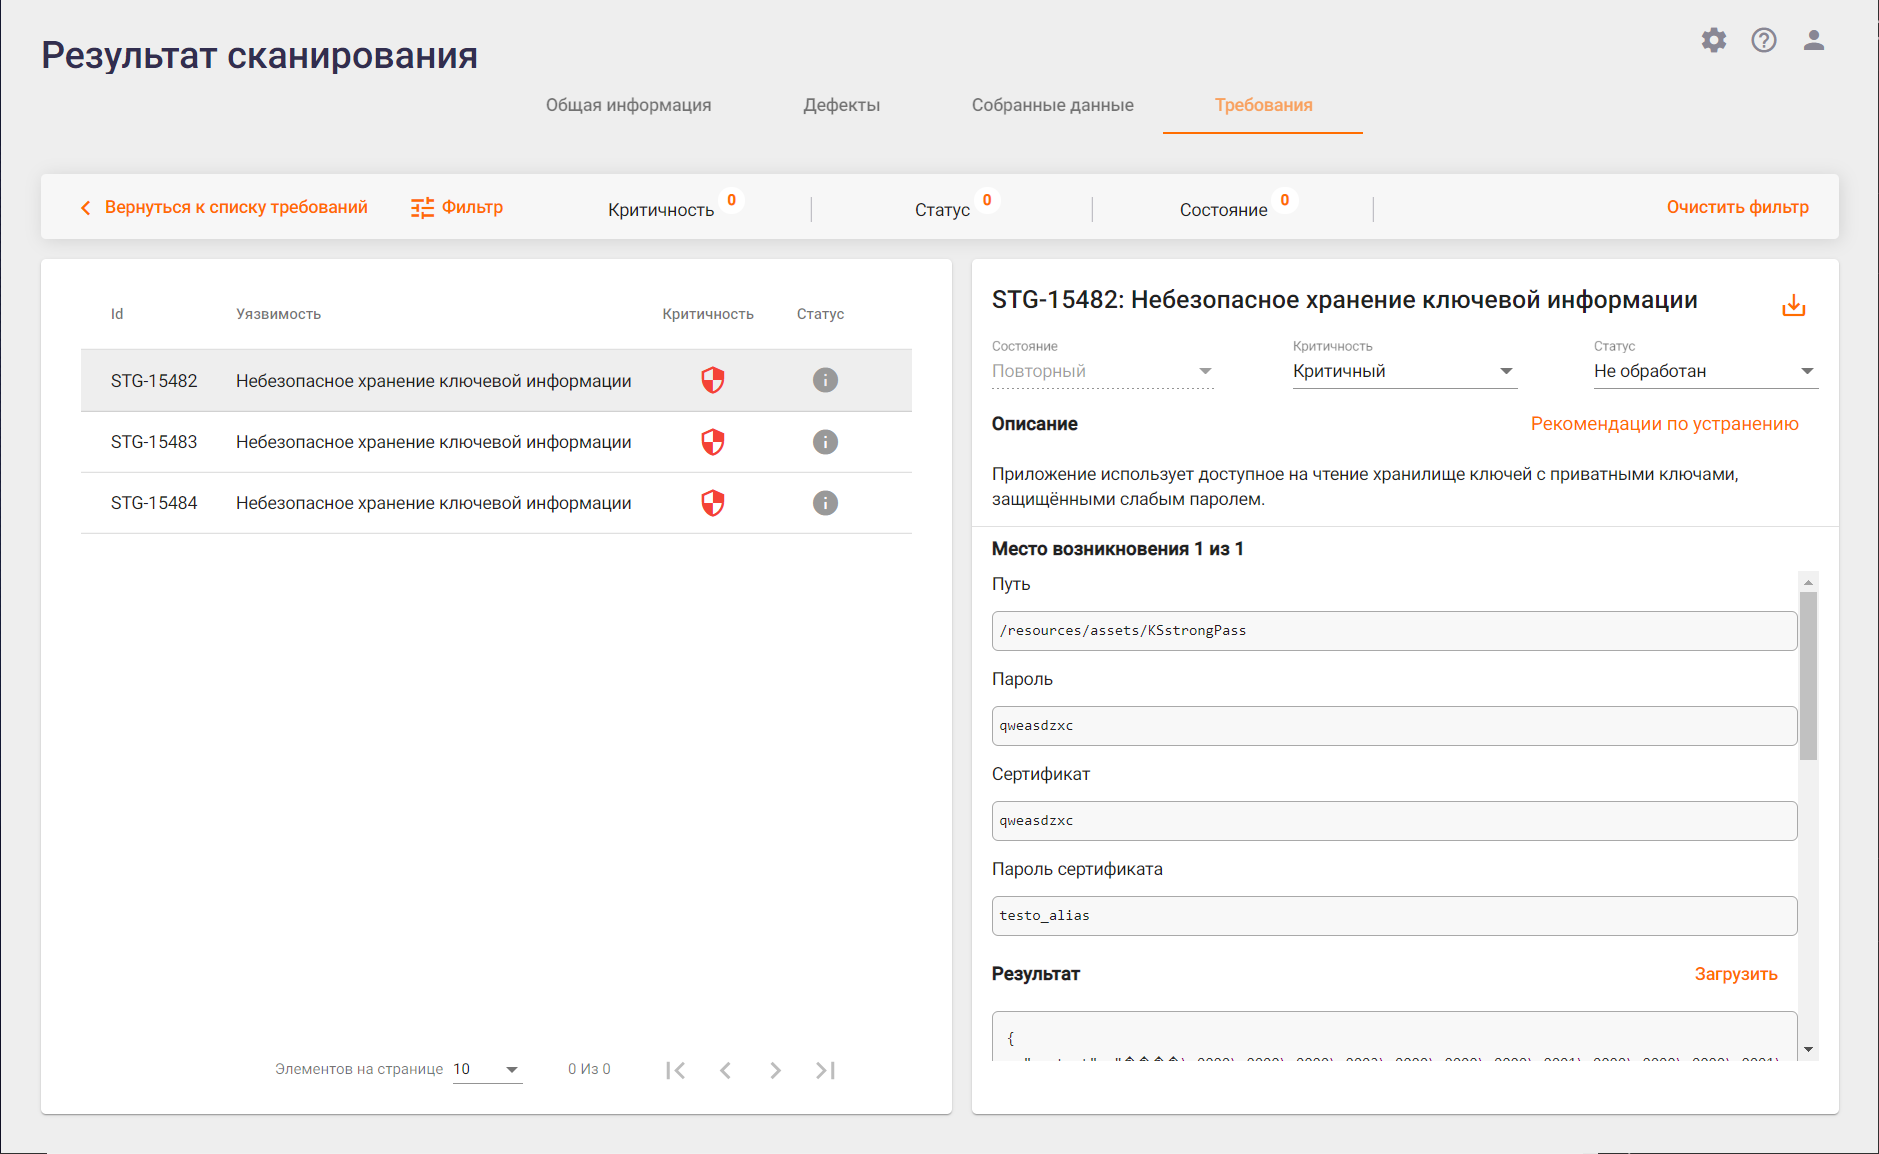 Результат сканирования
Общая информация Дефекты Собранные данные Требования
Вернуться к списку требований Фильтр Критичность 0 Статус 0 Состояние 0 Очистить фильтр
Id Уязвимость Критичность Статус
STG-15482 Небезопасное хранение ключевой информации
STG-15483 Небезопасное хранение ключевой информации
STG-15484 Небезопасное хранение ключевой информации
Элементов на странице 10 0 Из 0
STG-15482: Небезопасное хранение ключевой информации
Состояние Критичность Статус
Повторный Критичный Не обработан
Описание Рекомендации по устранению
Приложение использует доступное на чтение хранилище ключей с приватными ключами,
защищёнными слабым паролем.
Место возникновения 1 из 1
Путь
/resources/assets/KSstrongPass
Пароль
qweasdzxc
Сертификат
qweasdzxc
Пароль сертификата
testo_alias
Результат Загрузить
{